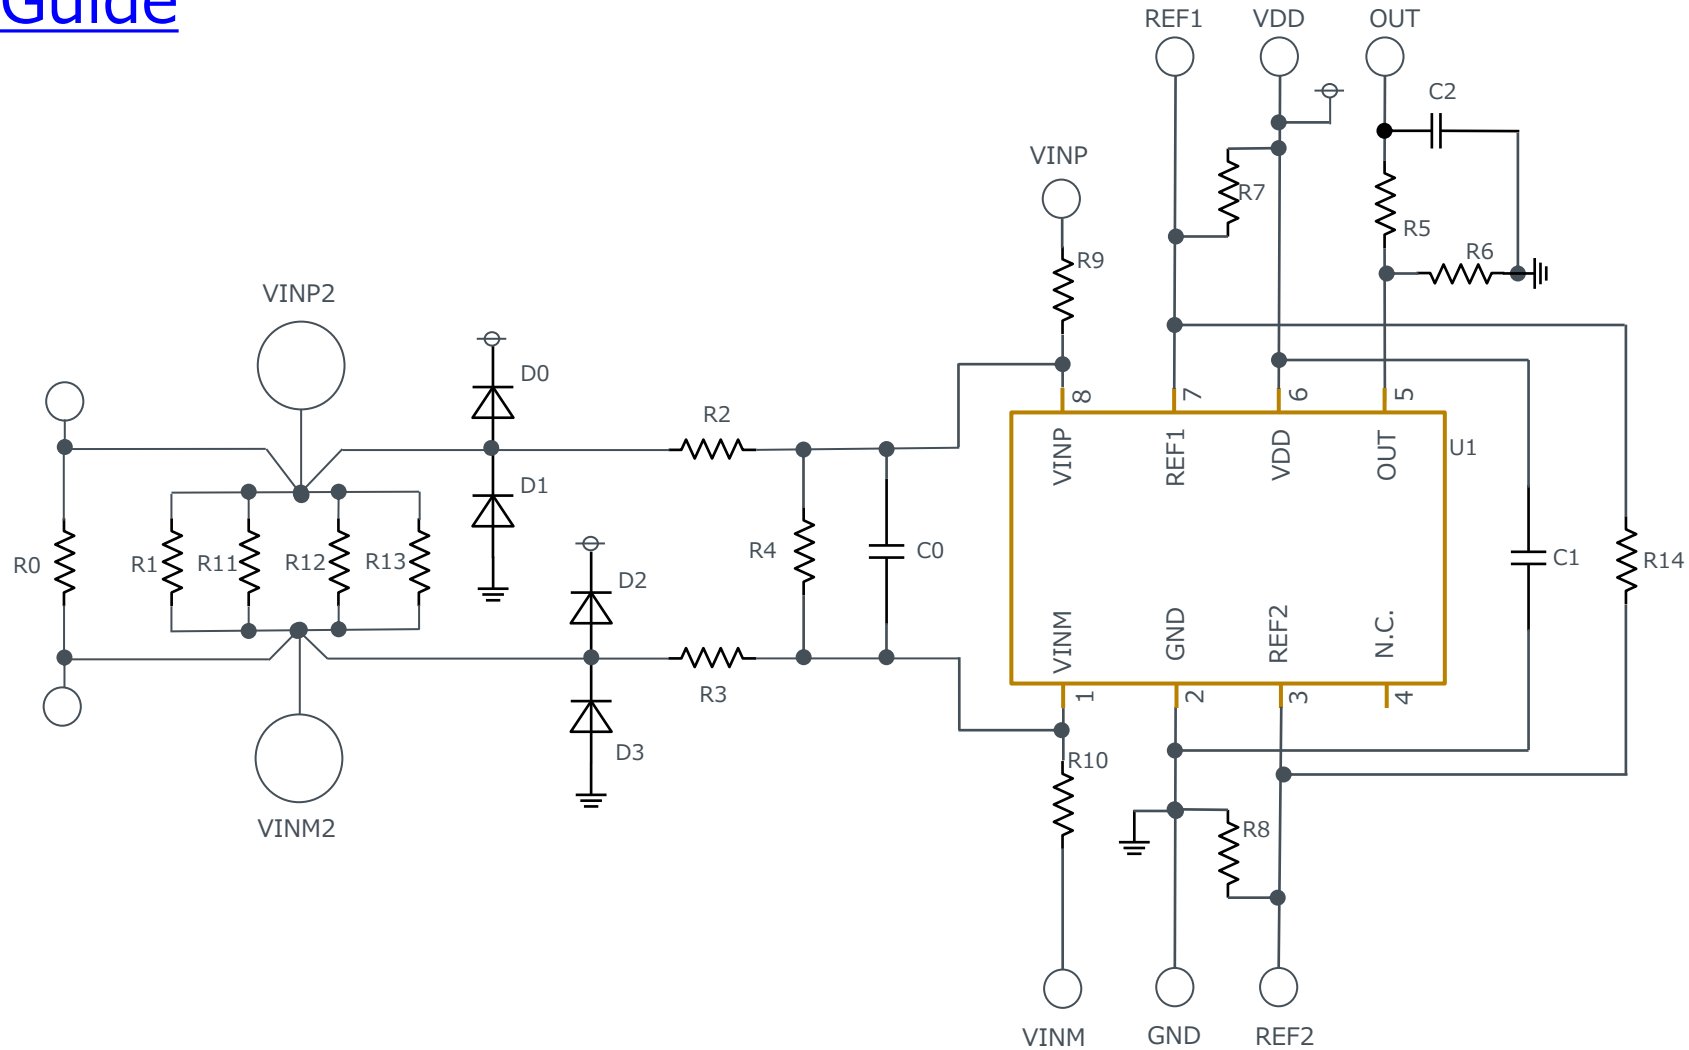 Guide
REF1 VDD OUT
C2
VINP
R7
R5
R9
R6
VINP2
D0
R2
8 7 6 5
VINP REF1 VDD OUT
U1
D1
R0 R1 R11 R12 R13
R4 C0
C1 R14
D2
VINM GND REF2 N.C.
R3
1 2 3 4
D3
R10
VINM2
R8
VINM GND REF2